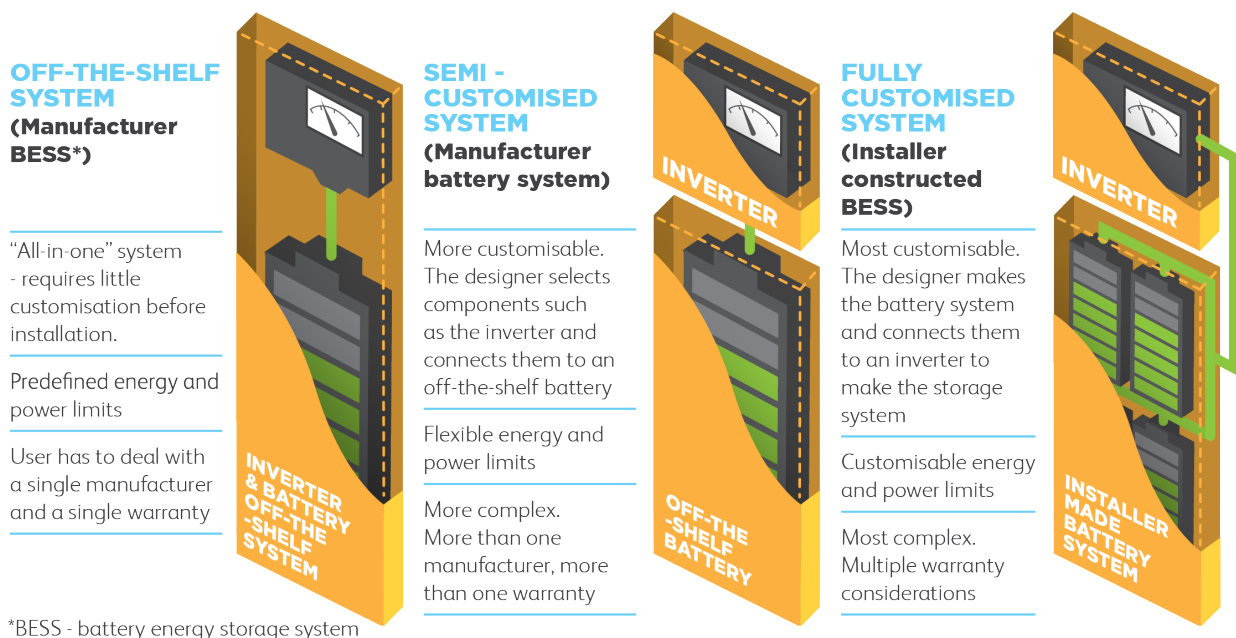 OFF-THE-SHELF
SYSTEM
(Manufacturer
BESS*)
“All-in-one” system
- requires little
customisation before
installation.
Predefined energy and
power limits
User has to deal with
a single manufacturer
and a single warranty
INVERTER
& BATTERY
OFF-THE
-SHELF
SYSTEM
SEMI -
CUSTOMISED
SYSTEM
(Manufacturer
battery system)
More customisable.
The designer selects
components such
as the inverter and
connects them to an
off-the-shelf battery
Flexible energy and
power limits
More complex.
More than one
manufacturer, more
than one warranty
INVERTER
OFF-THE
-SHELF
BATTERY
FULLY
CUSTOMISED
SYSTEM
(Installer
constructed
BESS)
Most customisable.
The designer makes
the battery system
and connects them
to an inverter to
make the storage
system
Customisable energy
and power limits
Most complex.
Multiple warranty
considerations
INVERTER
INSTALLER
MADE
BATTERY
SYSTEM
*BESS - battery energy storage system